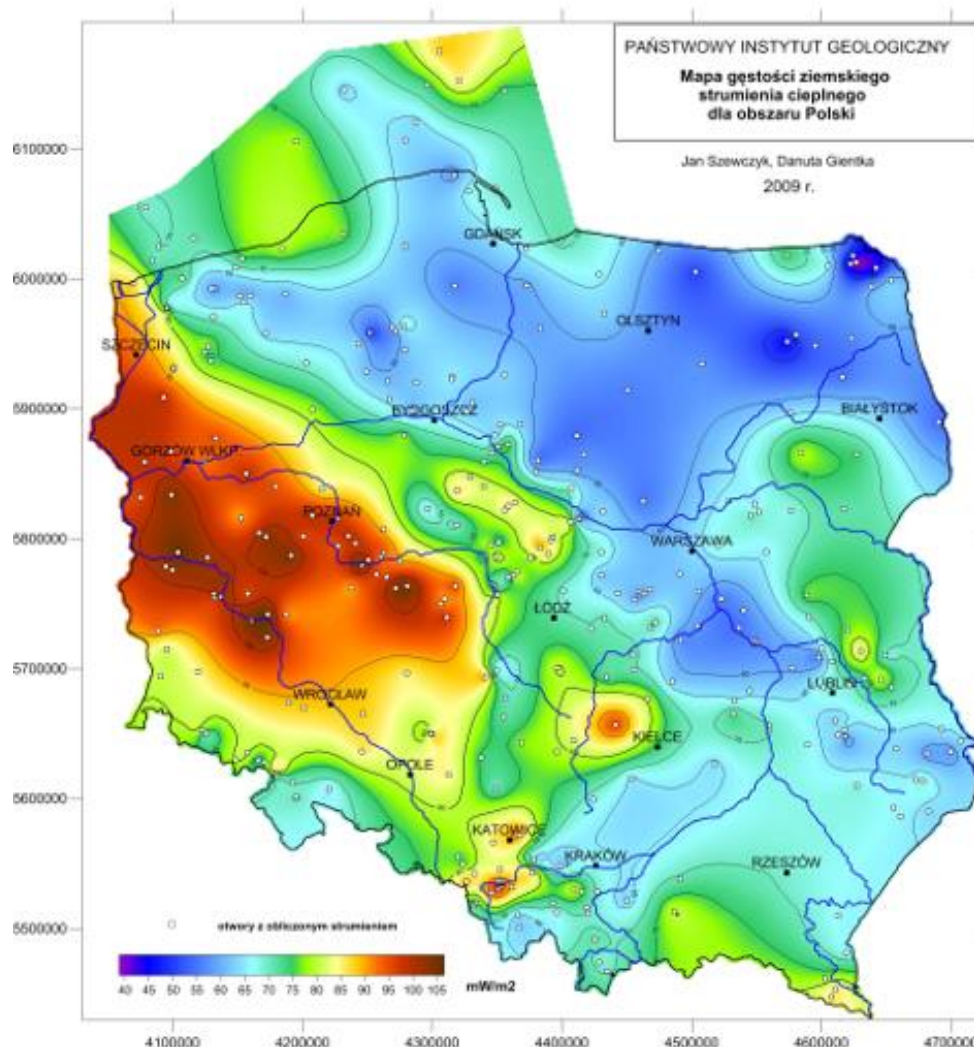 PAŃSTWOWY INSTYTUT GEOLOGICZNY
Mapa gęstości ziemskiego
strumienia cieplnego
dla obszaru Polski
Jan Szewczyk, Danuta Gientka
2009 r.
6100000
GDAŃSK
6000000
OLSZTYN
SZCZECIN
5900000
BYDGOSZCZ
BIAŁYSTOK
GORZÓW WLKP
POZNAŃ
5800000
WARSZAWA
ŁÓDŹ
5700000
WROCŁAW
LUBLIN
KIELCE
OPOLE
5600000
KATOWICE
KRAKÓW
RZESZÓW
5500000
otwory z obliczonym strumieniem
40 45 50 55 60 65 70 75 80 85 90 95 100 105
mW/m2
4100000 4200000 4300000 4400000 4500000 4600000 4700000